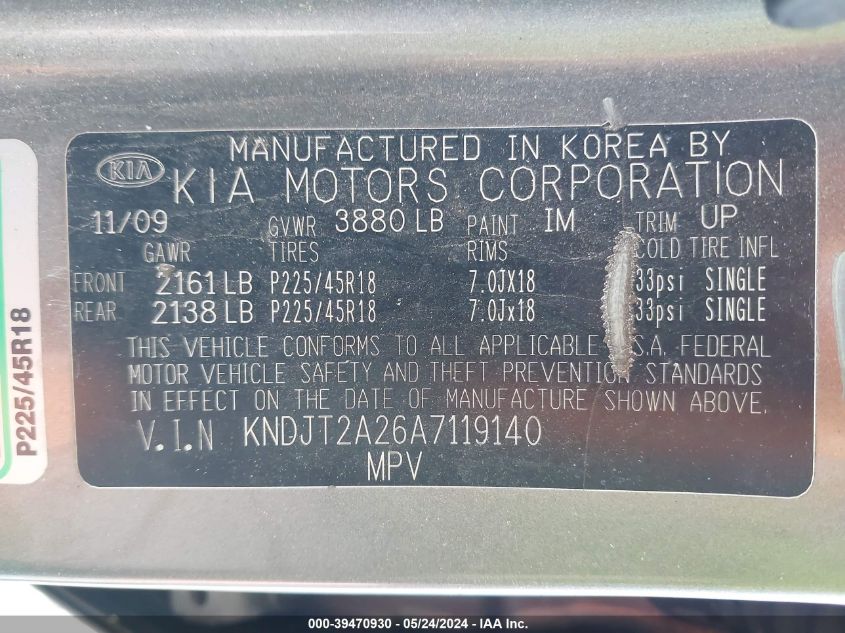 MANUFACTURED IN KOREA BY
KIA KIA MOTORS CORPORATION
11/09 GVWR 3880 LB PAINT IM TRIM UP
GAWR TIRES RIMS COLD TIRE INFL
FRONT 2161 LB P225/45R18 7.0JX18 33psi SINGLE
REAR 2138 LB P225/45R18 7.0Jx18 33psi SINGLE
THIS VEHICLE CONFORMS TO ALL APPLICABLE U.S.A. FEDERAL
MOTOR VEHICLE SAFETY AND THEFT PREVENTION STANDARDS
IN EFFECT ON THE DATE OF MANUFACTURE SHOWN ABOVE.
V.I.N KNDJT2A26A7119140
MPV
P225/45R18
000-39470930 - 05/24/2024 - IAA Inc.